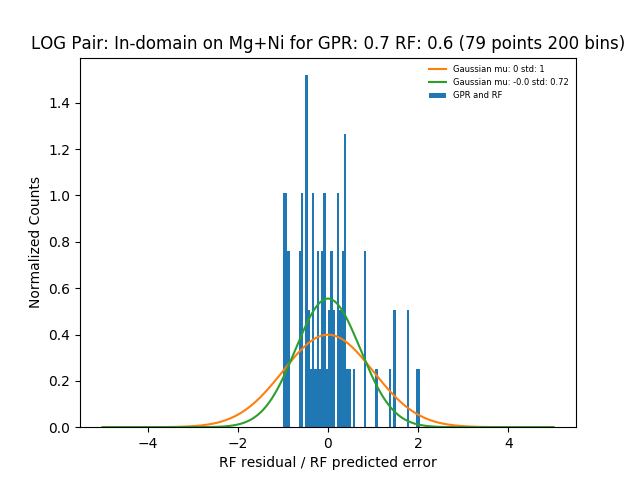 LOG Pair: In-domain on Mg+Ni for GPR: 0.7 RF: 0.6 (79 points 200 bins)
Gaussian mu: 0 std: 1
Gaussian mu: -0.0 std: 0.72
GPR and RF
Normalized Counts
1.4
1.2
1.0
0.8
0.6
0.4
0.2
0.0
−4 −2 0 2 4
RF residual / RF predicted error